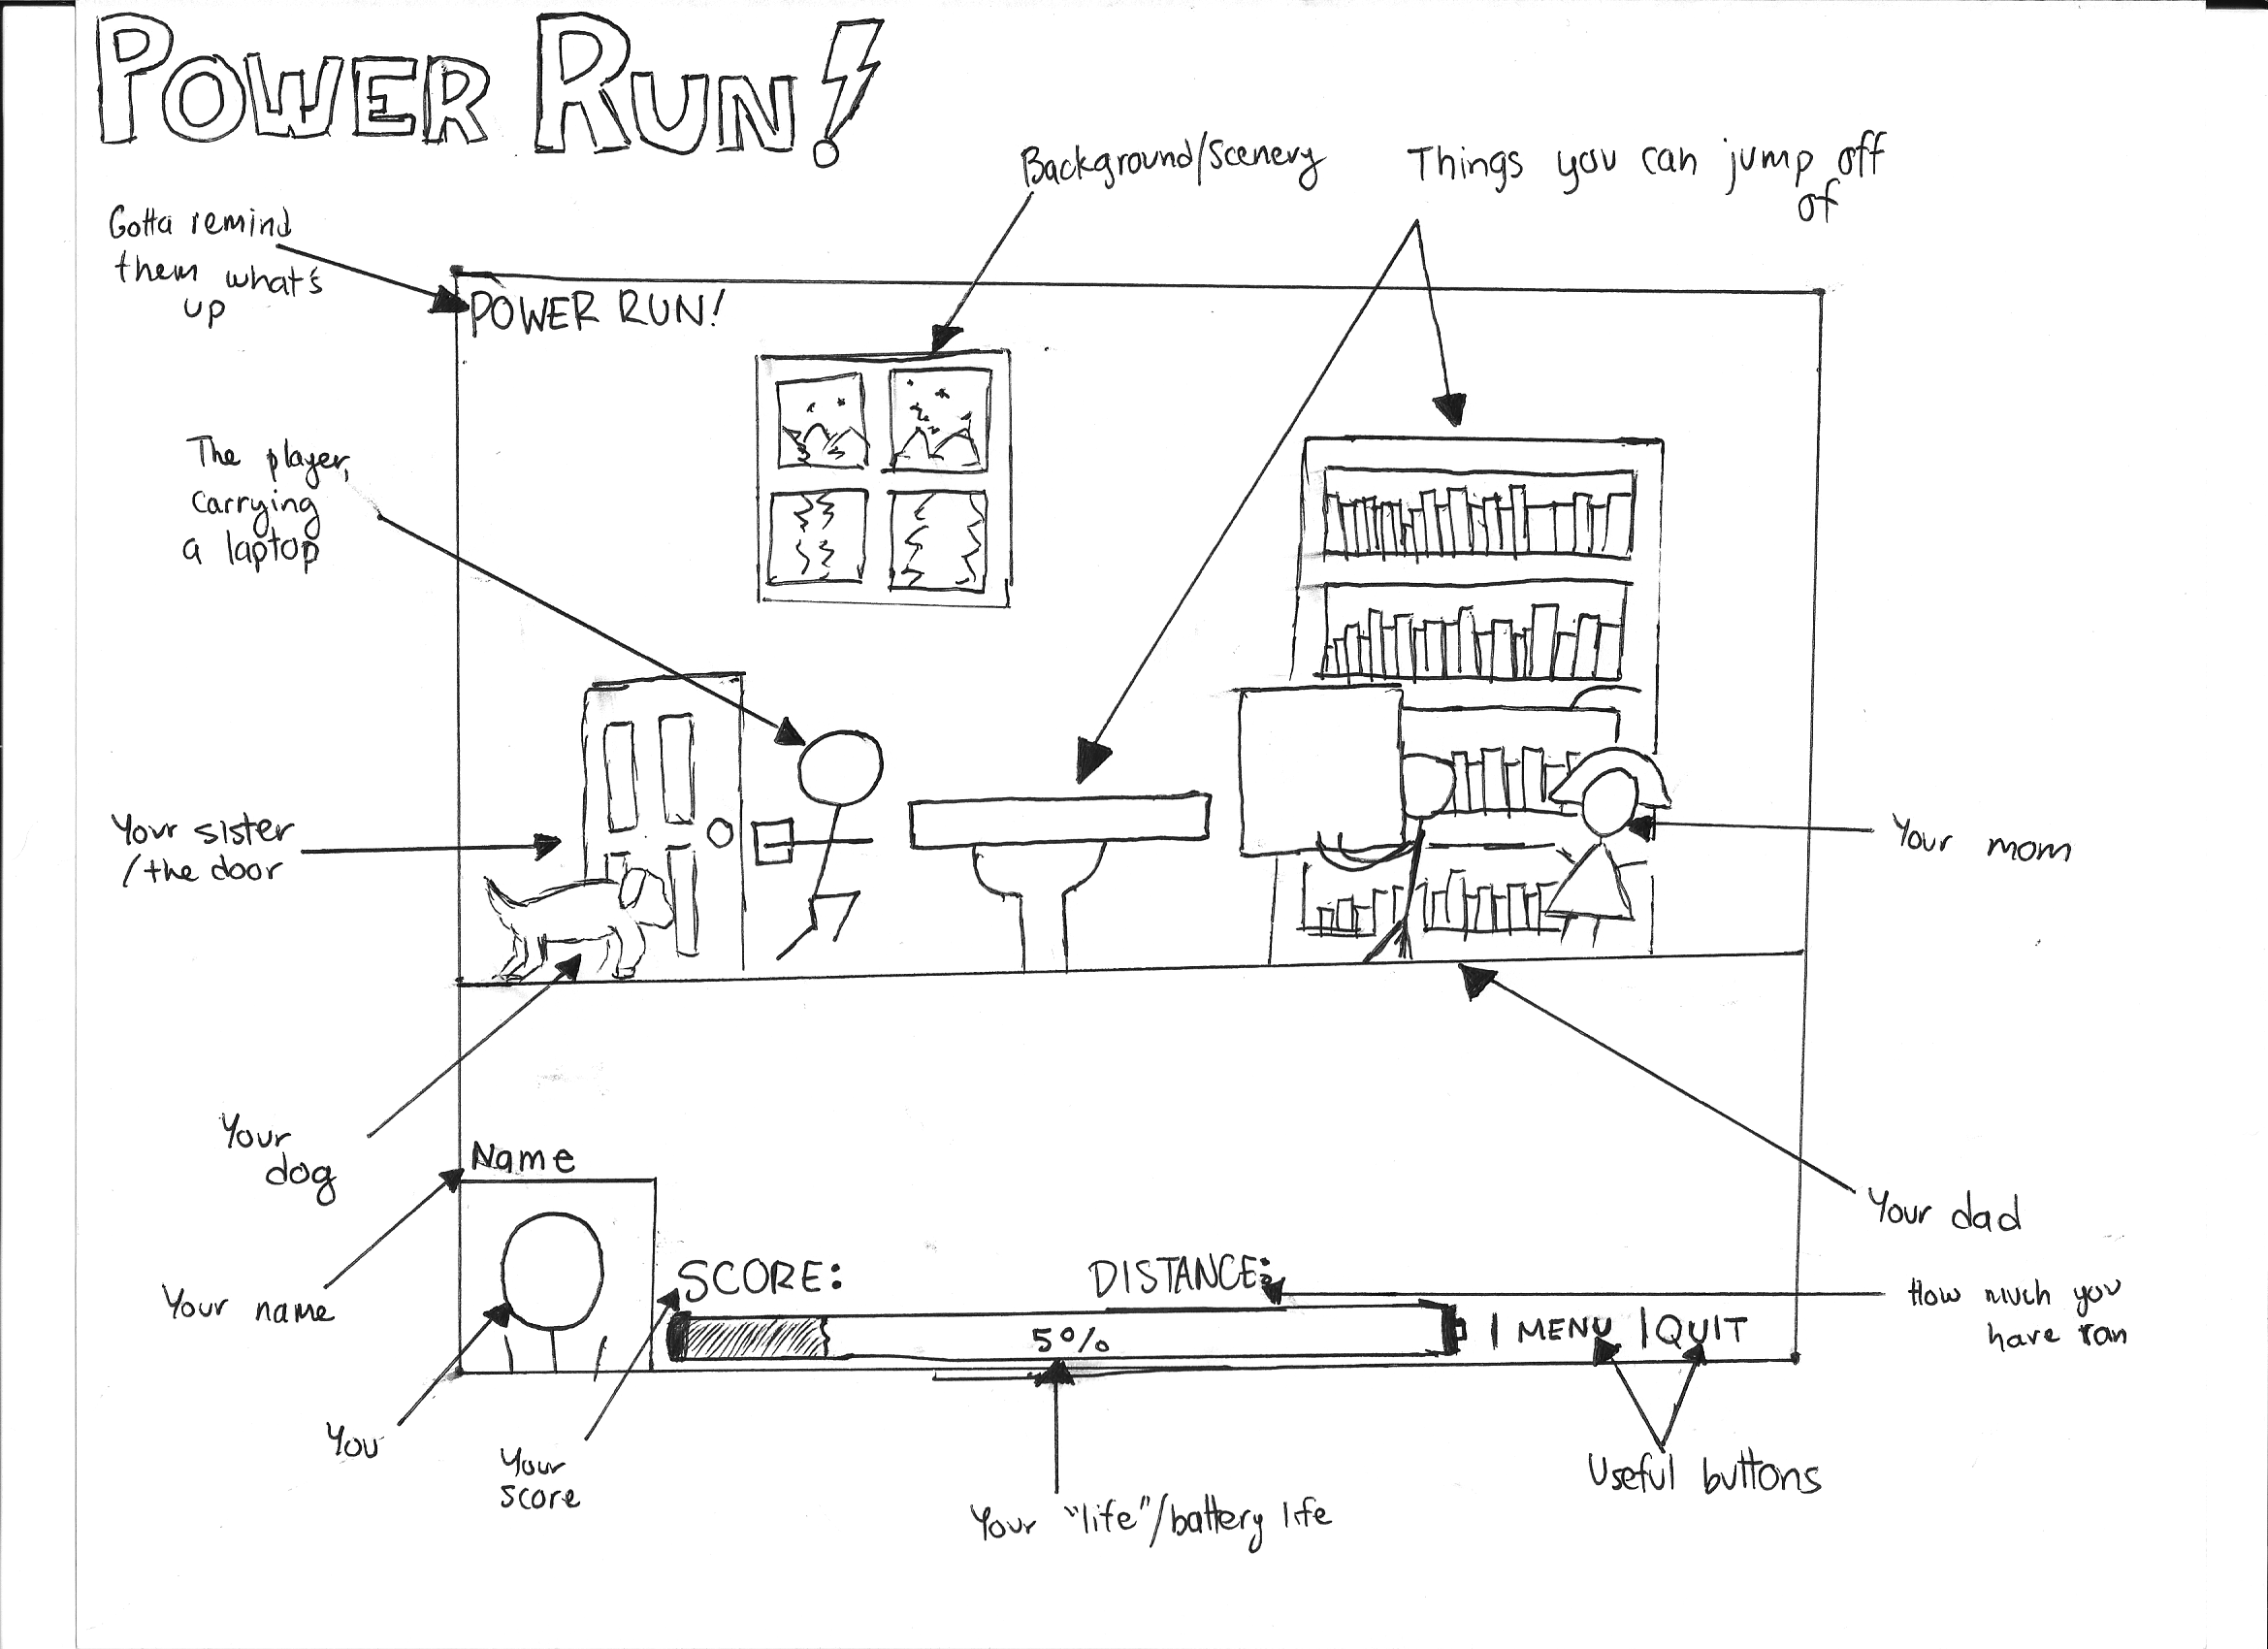 POWER RUN!
Background/Scenery
Things you can jump off
of
Gotta remind
them what's
up
POWER RUN!
The player,
carrying
a laptop
Your sister
/the door
Your mom
Your
dog
Name
Your dad
Your name
SCORE:
DISTANCE:
How much you
have ran
5%
| MENU | QUIT
You
Your
score
Your "life"/battery life
Useful buttons